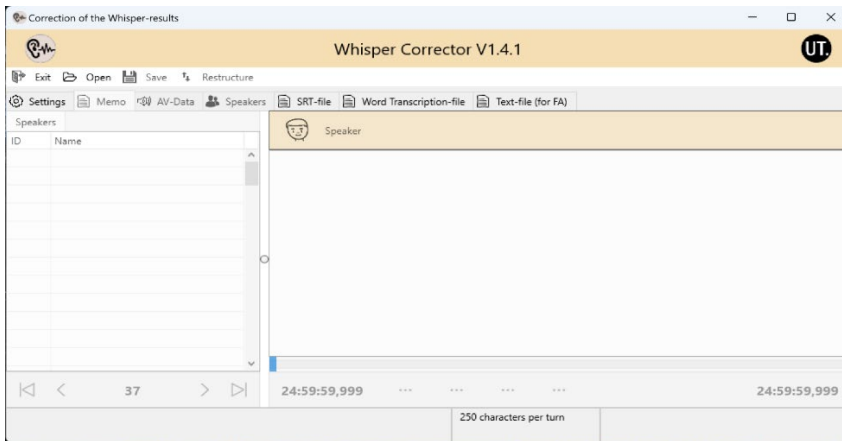 Correction of the Whisper-results
Whisper Corrector V1.4.1
UT.
Exit Open Save Restructure
Settings Memo AV-Data Speakers SRT-file Word Transcription-file Text-file (for FA)
Speakers
ID Name
Speaker
37
24:59:59,999 ... ... ... ... 24:59:59,999
250 characters per turn